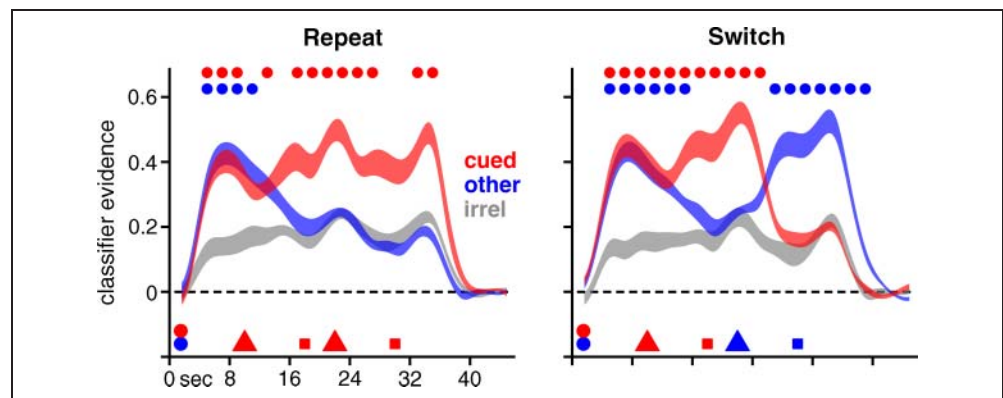 Repeat
Switch
0.6
0.4
0.2
0
classifier evidence
cued
other
irrel
0 sec 8 16 24 32 40